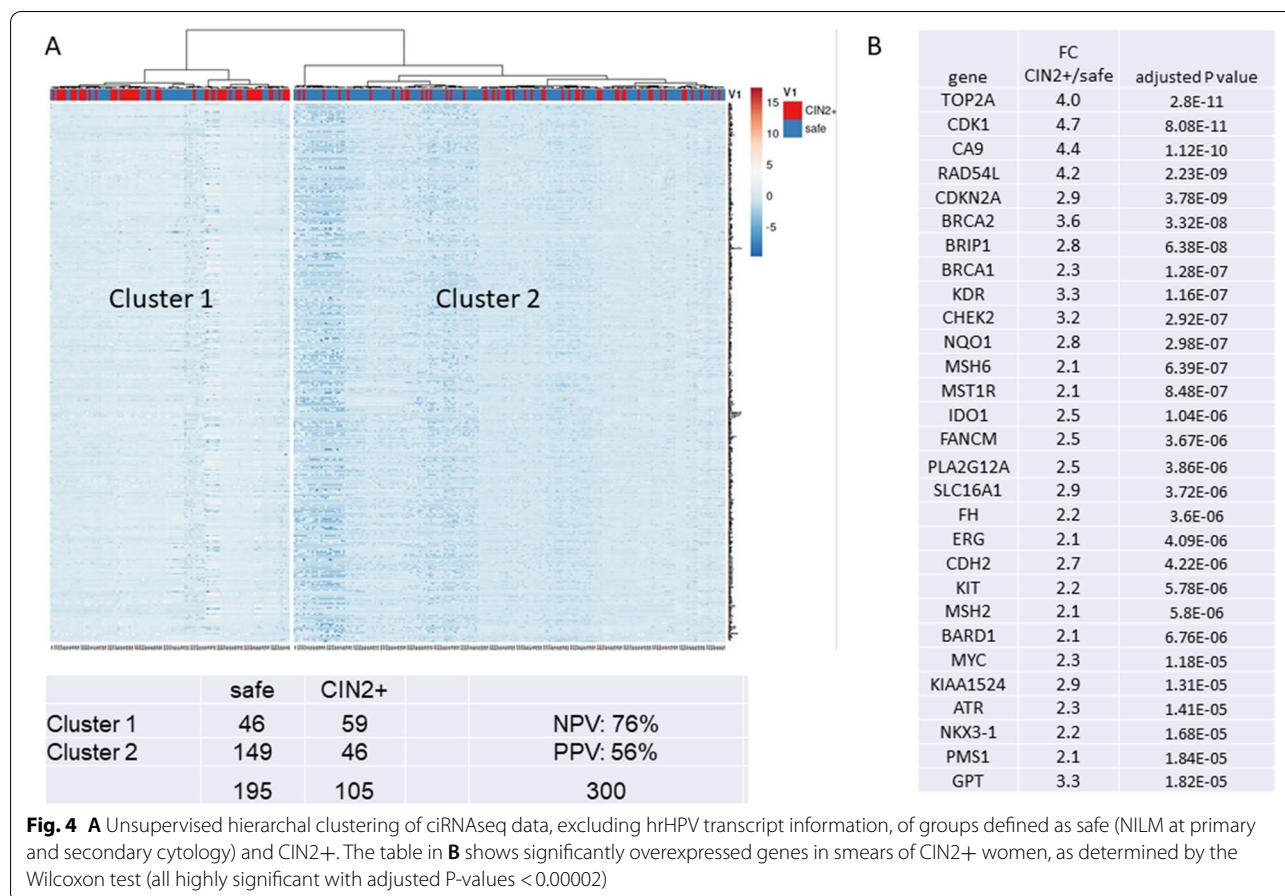 A
V1
V1
CIN2+
safe
15
10
5
0
-5
Cluster 1
Cluster 2
safe CIN2+
Cluster 1 46 59 NPV: 76%
Cluster 2 149 46 PPV: 56%
195 105 300
B
FC
gene CIN2+/safe adjusted P value
TOP2A 4.0 2.8E-11
CDK1 4.7 8.08E-11
CA9 4.4 1.12E-10
RAD54L 4.2 2.23E-09
CDKN2A 2.9 3.78E-09
BRCA2 3.6 3.32E-08
BRIP1 2.8 6.38E-08
BRCA1 2.3 1.28E-07
KDR 3.3 1.16E-07
CHEK2 3.2 2.92E-07
NQO1 2.8 2.98E-07
MSH6 2.1 6.39E-07
MST1R 2.1 8.48E-07
IDO1 2.5 1.04E-06
FANCM 2.5 3.67E-06
PLA2G12A 2.5 3.86E-06
SLC16A1 2.9 3.72E-06
FH 2.2 3.6E-06
ERG 2.1 4.09E-06
CDH2 2.7 4.22E-06
KIT 2.2 5.78E-06
MSH2 2.1 5.8E-06
BARD1 2.1 6.76E-06
MYC 2.3 1.18E-05
KIAA1524 2.9 1.31E-05
ATR 2.3 1.41E-05
NKX3-1 2.2 1.68E-05
PMS1 2.1 1.84E-05
GPT 3.3 1.82E-05
Fig. 4 A Unsupervised hierarchal clustering of ciRNAseq data, excluding hrHPV transcript information, of groups defined as safe (NILM at primary
and secondary cytology) and CIN2+. The table in B shows significantly overexpressed genes in smears of CIN2+ women, as determined by the
Wilcoxon test (all highly significant with adjusted P-values < 0.00002)